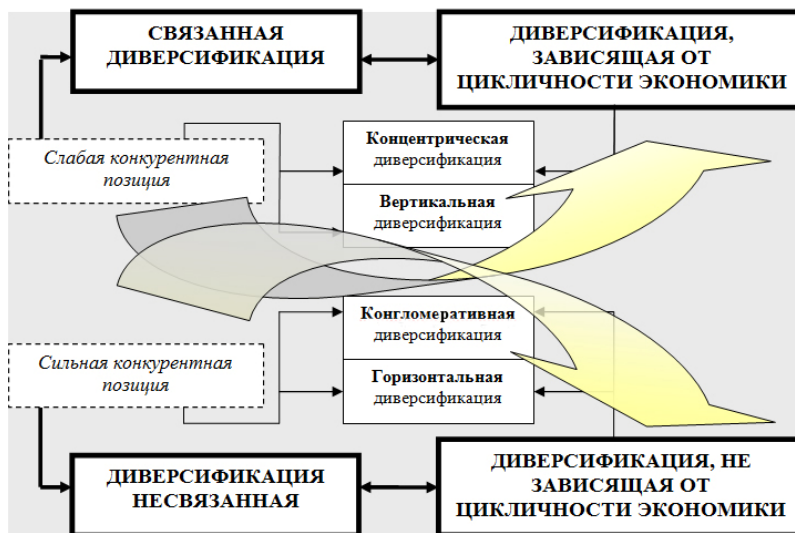 СВЯЗАННАЯ
ДИВЕРСИФИКАЦИЯ
ДИВЕРСИФИКАЦИЯ,
ЗАВИСЯЩАЯ ОТ
ЦИКЛИЧНОСТИ ЭКОНОМИКИ
Слабая конкурентная
позиция
Концентрическая
диверсификация
Вертикальная
диверсификация
Конгломеративная
диверсификация
Горизонтальная
диверсификация
Сильная конкурентная
позиция
ДИВЕРСИФИКАЦИЯ
НЕСВЯЗАННАЯ
ДИВЕРСИФИКАЦИЯ, НЕ
ЗАВИСЯЩАЯ ОТ
ЦИКЛИЧНОСТИ ЭКОНОМИКИ